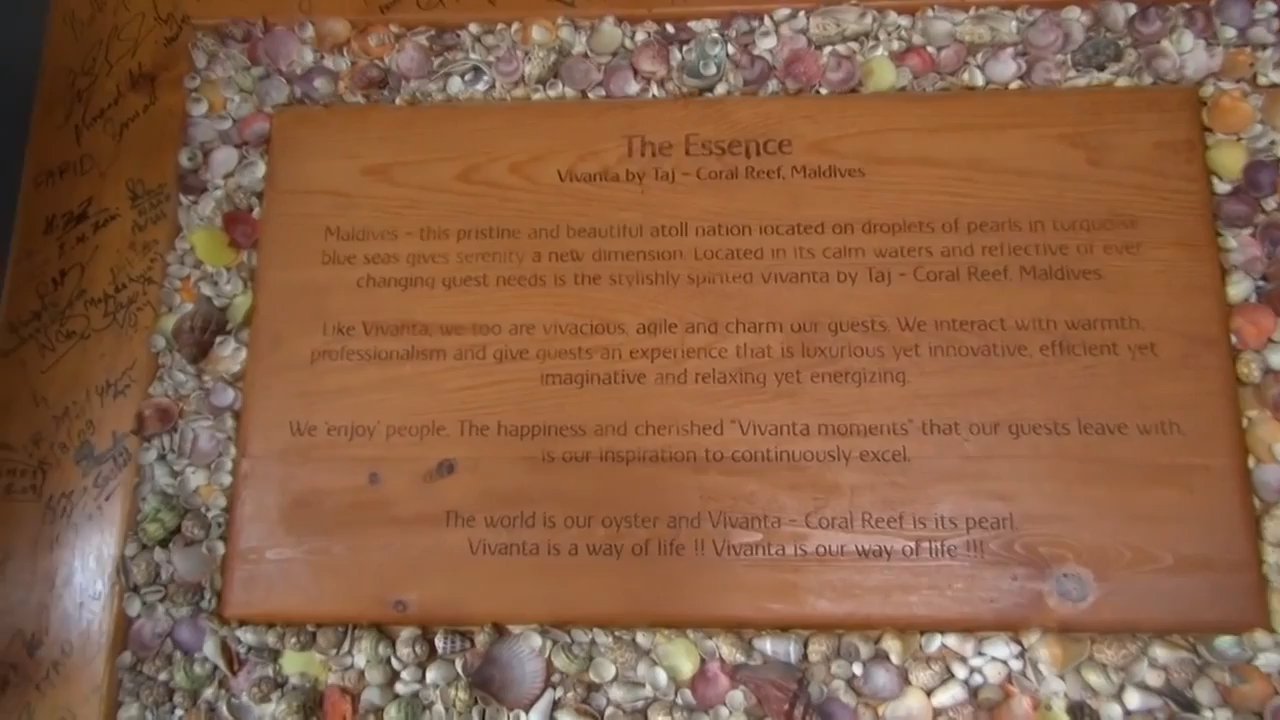 The Essence
Vivanta by Taj - Coral Reef, Maldives
Maldives - this pristine and beautiful atoll nation located on droplets of pearls in turquoise
blue seas gives serenity a new dimension. Located in its calm waters and reflective of ever
changing guest needs is the stylishly spirited Vivanta by Taj - Coral Reef, Maldives.
Like Vivanta, we too are vivacious, agile and charm our guests. We interact with warmth,
professionalism and give guests an experience that is luxurious yet innovative, efficient yet
imaginative and relaxing yet energizing.
We 'enjoy' people. The happiness and cherished "Vivanta moments" that our guests leave with,
is our inspiration to continuously excel.
The world is our oyster and Vivanta - Coral Reef is its pearl.
Vivanta is a way of life !! Vivanta is our way of life !!!
FARID